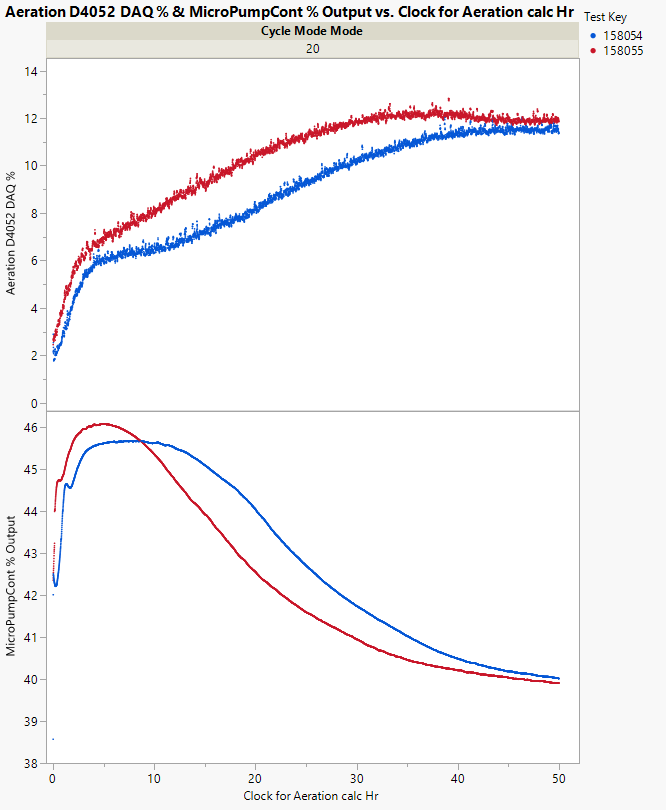 Aeration D4052 DAQ % & MicroPumpCont % Output vs. Clock for Aeration calc Hr
Cycle Mode Mode
20
Test Key
158054
158055
Aeration D4052 DAQ %
14
12
10
8
6
4
2
0
MicroPumpCont % Output
46
45
44
43
42
41
40
39
38
0 10 20 30 40 50
Clock for Aeration calc Hr